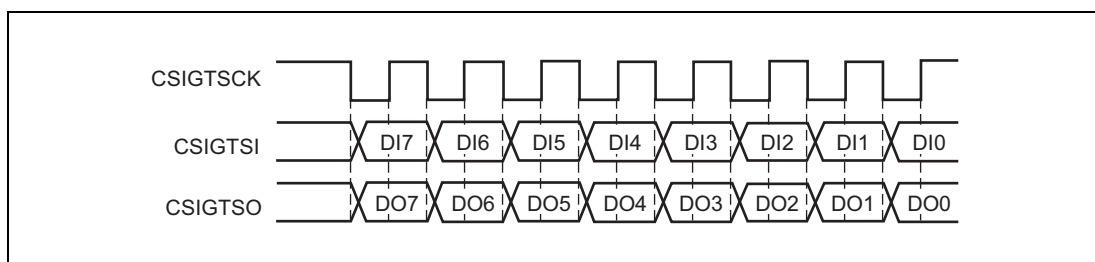 CSIGTSCK
CSIGTSI DI7 DI6 DI5 DI4 DI3 DI2 DI1 DI0
CSIGTSO DO7 DO6 DO5 DO4 DO3 DO2 DO1 DO0